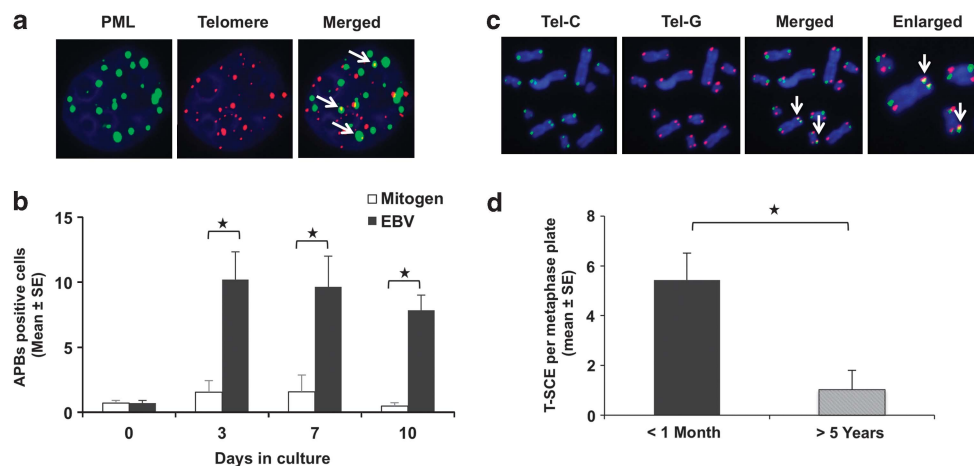 a
PML Telomere Merged
c
Tel-C Tel-G Merged Enlarged
b
APBs positive cells
(Mean ± SE)
15
10
5
0
Mitogen
EBV
★ ★ ★
0 3 7 10
Days in culture
d
T-SCE per metaphase plate
(mean ± SE)
8
6
4
2
0
★
< 1 Month > 5 Years